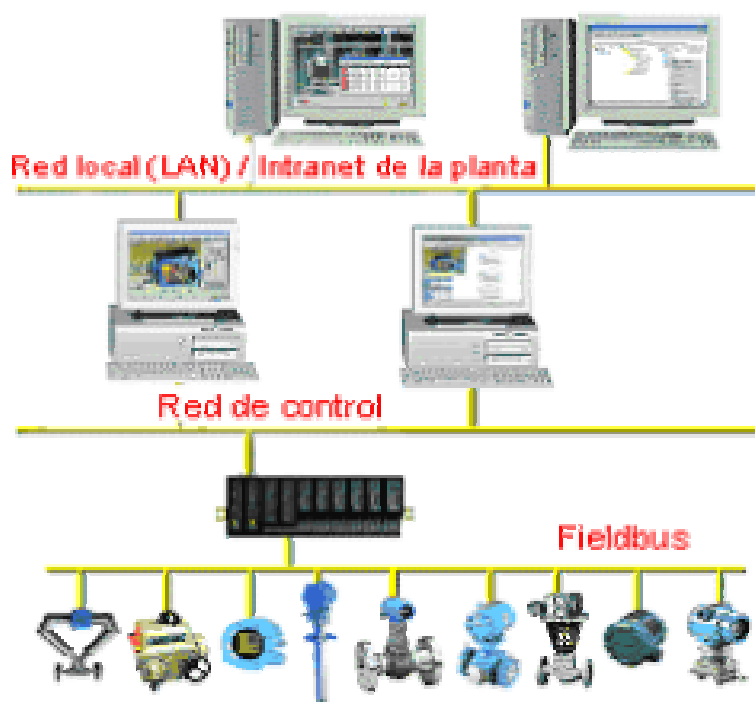 Red local (LAN) / Intranet de la planta
Red de control
Fieldbus